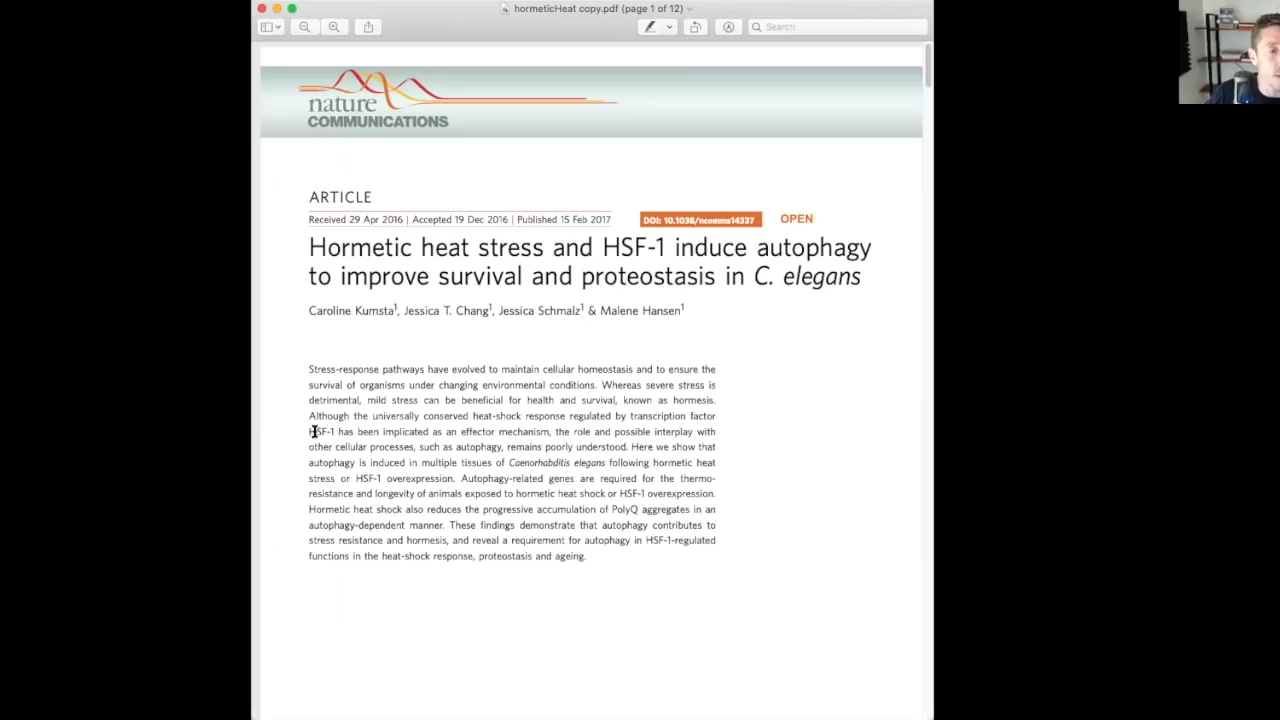 hormeticHeat copy.pdf (page 1 of 12)
Search
nature
COMMUNICATIONS
ARTICLE
Received 29 Apr 2016 | Accepted 19 Dec 2016 | Published 15 Feb 2017
DOI: 10.1038/ncomms14337
OPEN
Hormetic heat stress and HSF-1 induce autophagy
to improve survival and proteostasis in C. elegans
Caroline Kumsta1, Jessica T. Chang1, Jessica Schmalz1 & Malene Hansen1
Stress-response pathways have evolved to maintain cellular homeostasis and to ensure the
survival of organisms under changing environmental conditions. Whereas severe stress is
detrimental, mild stress can be beneficial for health and survival, known as hormesis.
Although the universally conserved heat-shock response regulated by transcription factor
HSF-1 has been implicated as an effector mechanism, the role and possible interplay with
other cellular processes, such as autophagy, remains poorly understood. Here we show that
autophagy is induced in multiple tissues of Caenorhabditis elegans following hormetic heat
stress or HSF-1 overexpression. Autophagy-related genes are required for the thermo-
resistance and longevity of animals exposed to hormetic heat shock or HSF-1 overexpression.
Hormetic heat shock also reduces the progressive accumulation of PolyQ aggregates in an
autophagy-dependent manner. These findings demonstrate that autophagy contributes to
stress resistance and hormesis, and reveal a requirement for autophagy in HSF-1-regulated
functions in the heat-shock response, proteostasis and ageing.